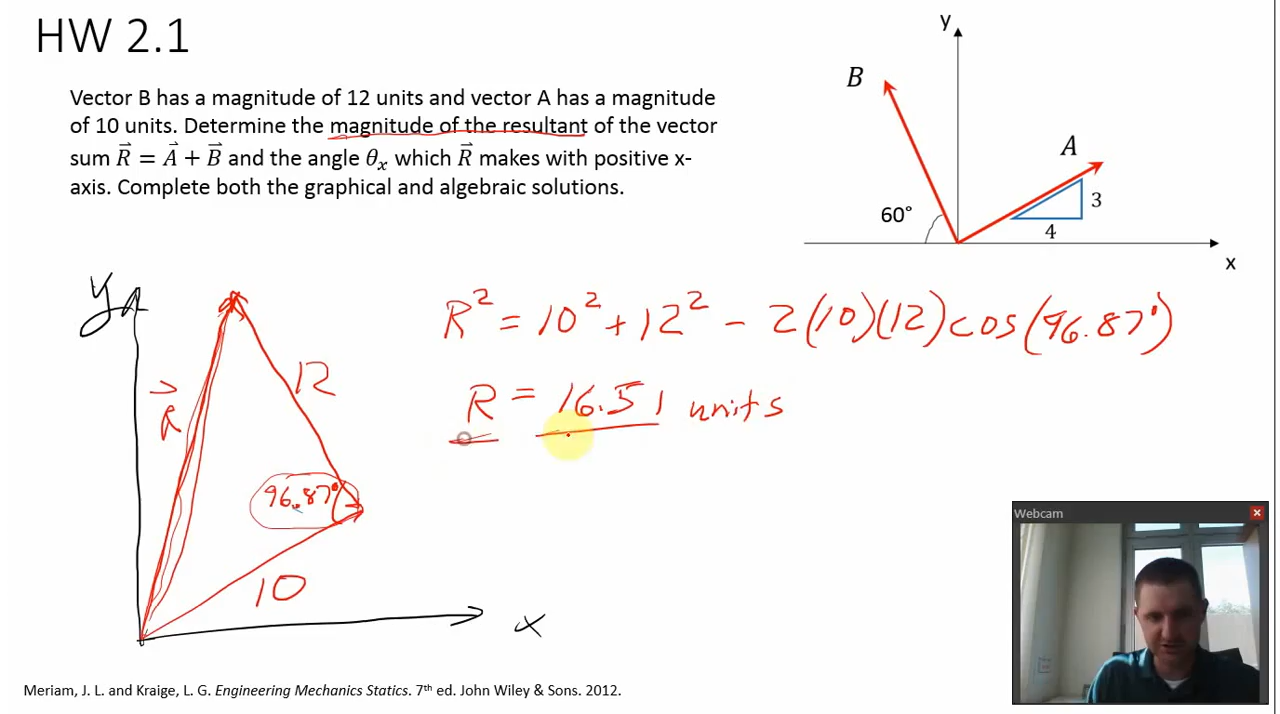 HW 2.1
Vector B has a magnitude of 12 units and vector A has a magnitude
of 10 units. Determine the magnitude of the resultant of the vector
sum R⃗ = A⃗ + B⃗ and the angle θₓ which R⃗ makes with positive x-
axis. Complete both the graphical and algebraic solutions.
y
B
A
60°
3
4
x
y
R⃗
12
96.87°
10
x
R² = 10² + 12² - 2(10)(12)cos(96.87°)
R = 16.51 units
Webcam
Meriam, J. L. and Kraige, L. G. Engineering Mechanics Statics. 7th ed. John Wiley & Sons. 2012.